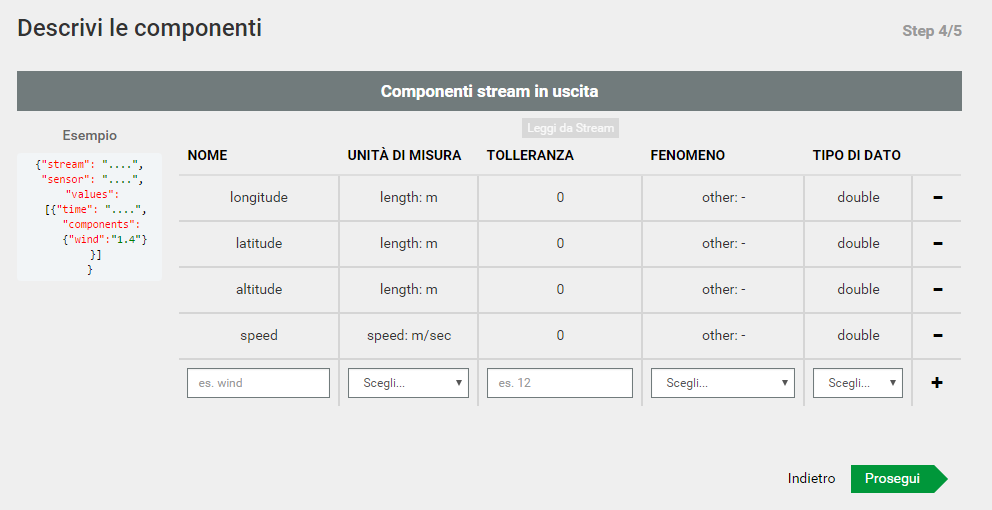 Descrivi le componenti
Step 4/5
Componenti stream in uscita
Esempio
{"stream": "....",
"sensor": "....",
"values":
[{"time": "....",
"components":
{"wind":"1.4"}
}]
}
Leggi da Stream
NOME UNITÀ DI MISURA TOLLERANZA FENOMENO TIPO DI DATO
longitude length: m 0 other: - double -
latitude length: m 0 other: - double -
altitude length: m 0 other: - double -
speed speed: m/sec 0 other: - double -
es. wind Scegli... es. 12 Scegli... Scegli... +
Indietro Prosegui